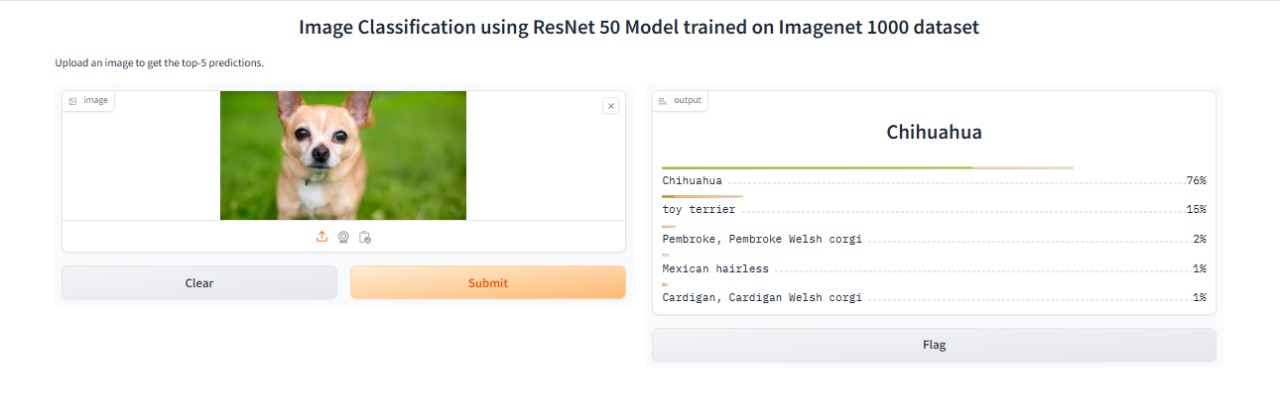 Image Classification using ResNet 50 Model trained on Imagenet 1000 dataset
Upload an image to get the top-5 predictions.
image
Clear
Submit
output
Chihuahua
Chihuahua 76%
toy terrier 15%
Pembroke, Pembroke Welsh corgi 2%
Mexican hairless 1%
Cardigan, Cardigan Welsh corgi 1%
Flag